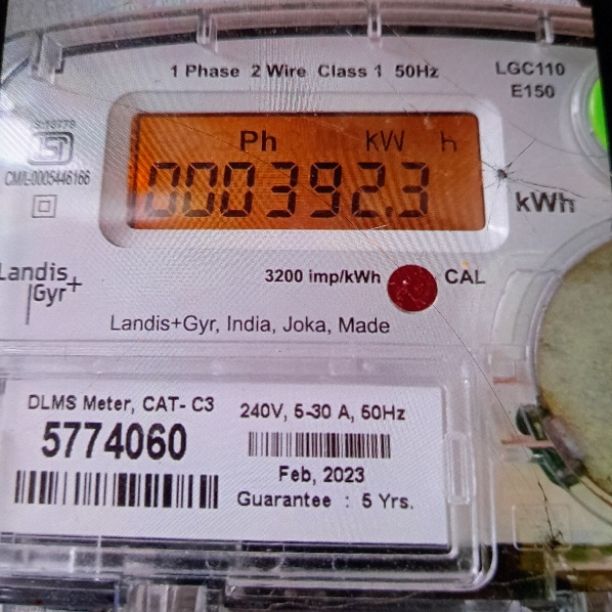 1 Phase 2 Wire Class 1 50Hz
LGC110
E150
CM/L-0005446166
Ph kW h
000392.3
kWh
Landis
Gyr+
3200 imp/kWh
CAL
Landis+Gyr, India, Joka, Made
DLMS Meter, CAT- C3
5774060
240V, 5-30 A, 50Hz
Feb, 2023
Guarantee : 5 Yrs.